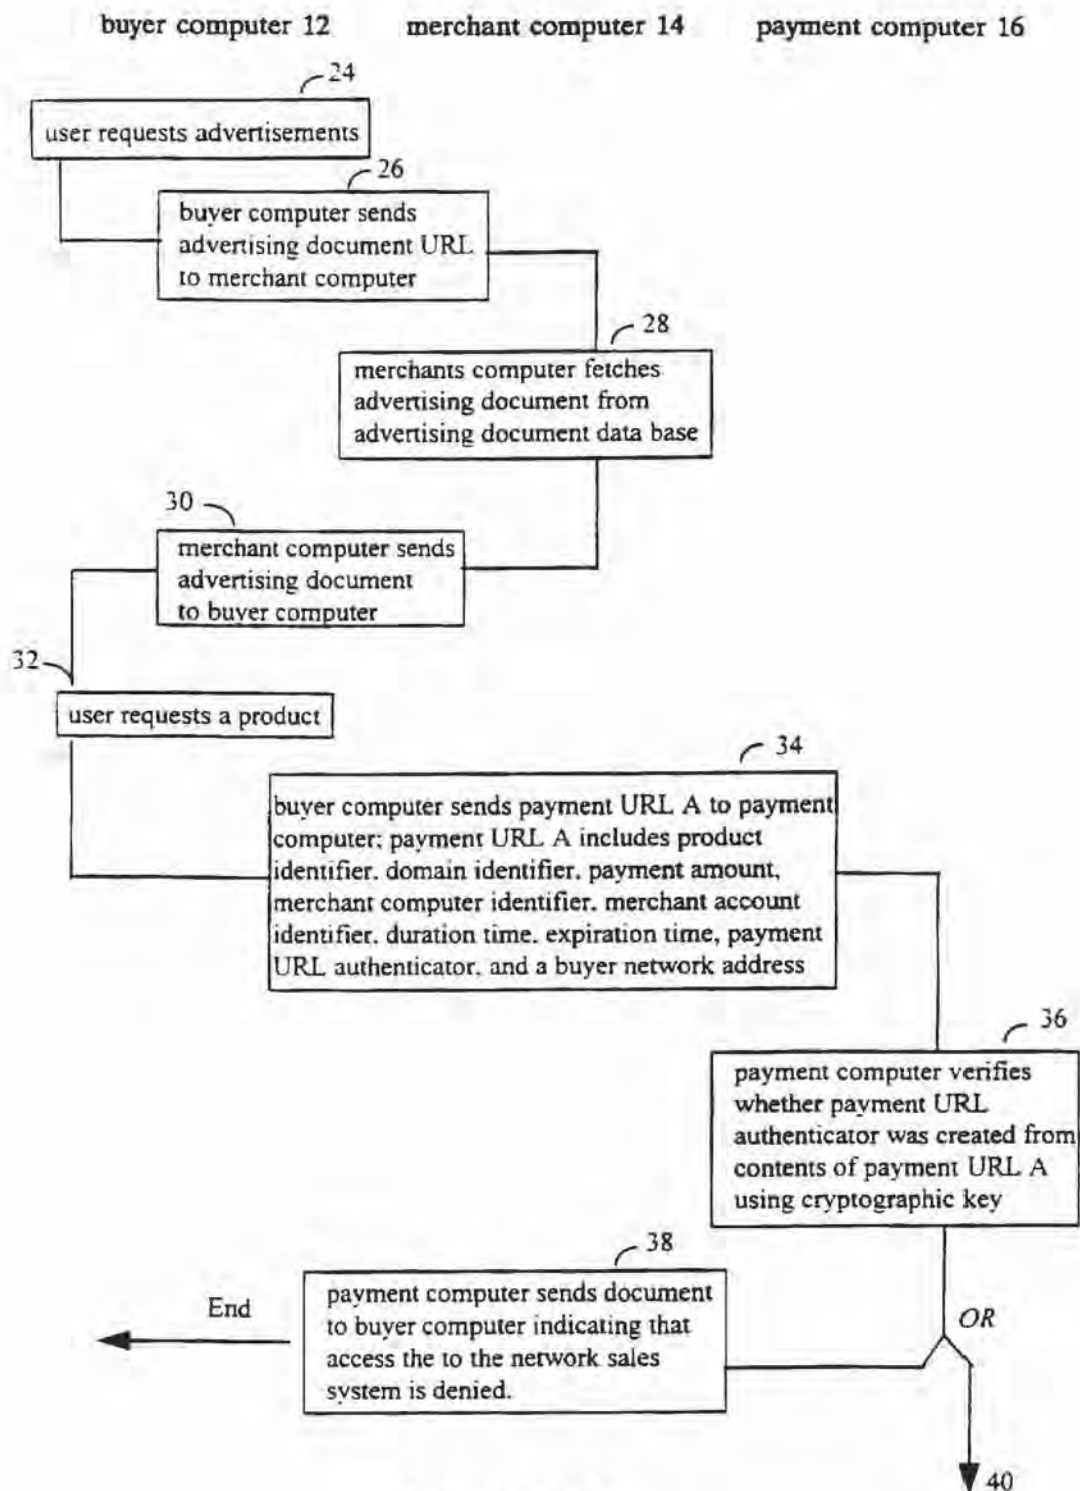 buyer computer 12 merchant computer 14 payment computer 16
24
user requests advertisements
26
buyer computer sends
advertising document URL
to merchant computer
28
merchants computer fetches
advertising document from
advertising document data base
30
merchant computer sends
advertising document
to buyer computer
32
user requests a product
34
buyer computer sends payment URL A to payment
computer; payment URL A includes product
identifier. domain identifier. payment amount,
merchant computer identifier. merchant account
identifier. duration time. expiration time, payment
URL authenticator. and a buyer network address
36
payment computer verifies
whether payment URL
authenticator was created from
contents of payment URL A
using cryptographic key
38
payment computer sends document
to buyer computer indicating that
access the to the network sales
system is denied.
End
OR
40